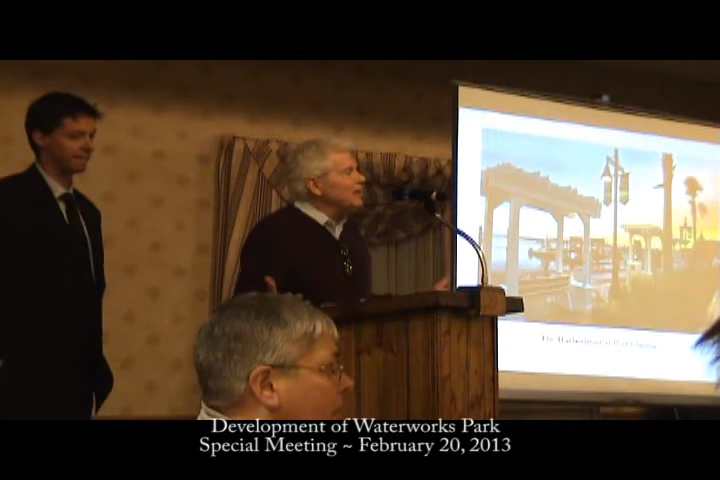 Development of Waterworks Park
Special Meeting ~ February 20, 2013